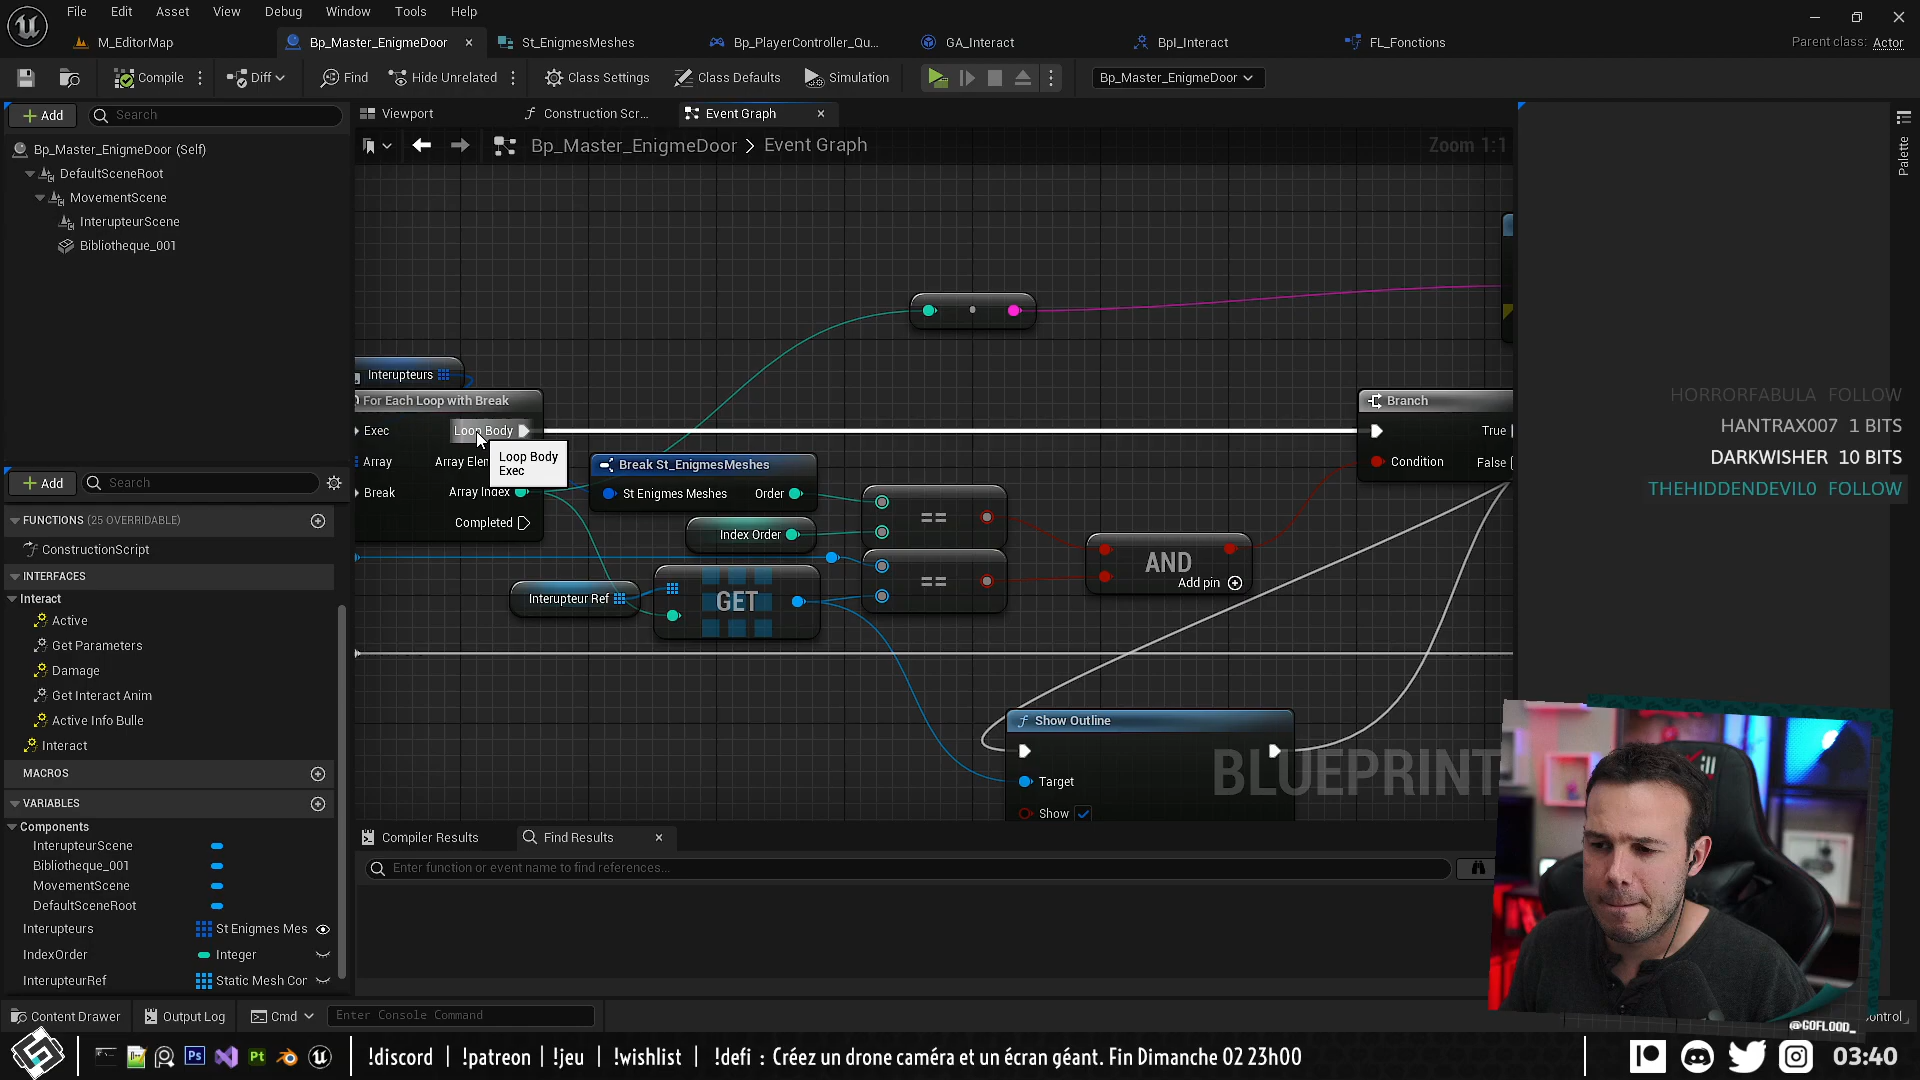 File Edit Asset View Debug Window Tools Help
M_EditorMap Bp_Master_EnigmeDoor St_EnigmesMeshes Bp_PlayerController_Qu... GA_Interact BpI_Interact FL_Fonctions
Parent class: Actor
Compile Diff Find Hide Unrelated Class Settings Class Defaults Simulation Bp_Master_EnigmeDoor
Add Search
Viewport Construction Scr... Event Graph
Bp_Master_EnigmeDoor > Event Graph
Zoom 1:1
Palette
Bp_Master_EnigmeDoor (Self)
DefaultSceneRoot
MovementScene
InterupteurScene
Bibliotheque_001
Interupteurs
For Each Loop with Break
Exec Loop Body
Array Array Elen
Break Array Index
Completed
Loop Body
Exec
Break St_EnigmesMeshes
St Enigmes Meshes Order
Index Order
==
==
Interupteur Ref
GET
AND
Add pin
Branch
True
Condition False
Show Outline
Target
Show
BLUEPRINT
HORRORFABULA FOLLOW
HANTRAX007 1 BITS
DARKWISHER 10 BITS
THEHIDDENDEVIL0 FOLLOW
Add Search
FUNCTIONS (25 OVERRIDABLE)
ConstructionScript
INTERFACES
Interact
Active
Get Parameters
Damage
Get Interact Anim
Active Info Bulle
Interact
MACROS
VARIABLES
Components
InterupteurScene
Bibliotheque_001
MovementScene
DefaultSceneRoot
Interupteurs St Enigmes Mes
IndexOrder Integer
InterupteurRef Static Mesh Cor
Compiler Results Find Results
Enter function or event name to find references...
Content Drawer Output Log Cmd Enter Console Command
ontrol
@GOFLOOD_
Ps Pt
!discord | !patreon | !jeu | !wishlist | !defi : Créez un drone caméra et un écran géant. Fin Dimanche 02 23h00
03:40